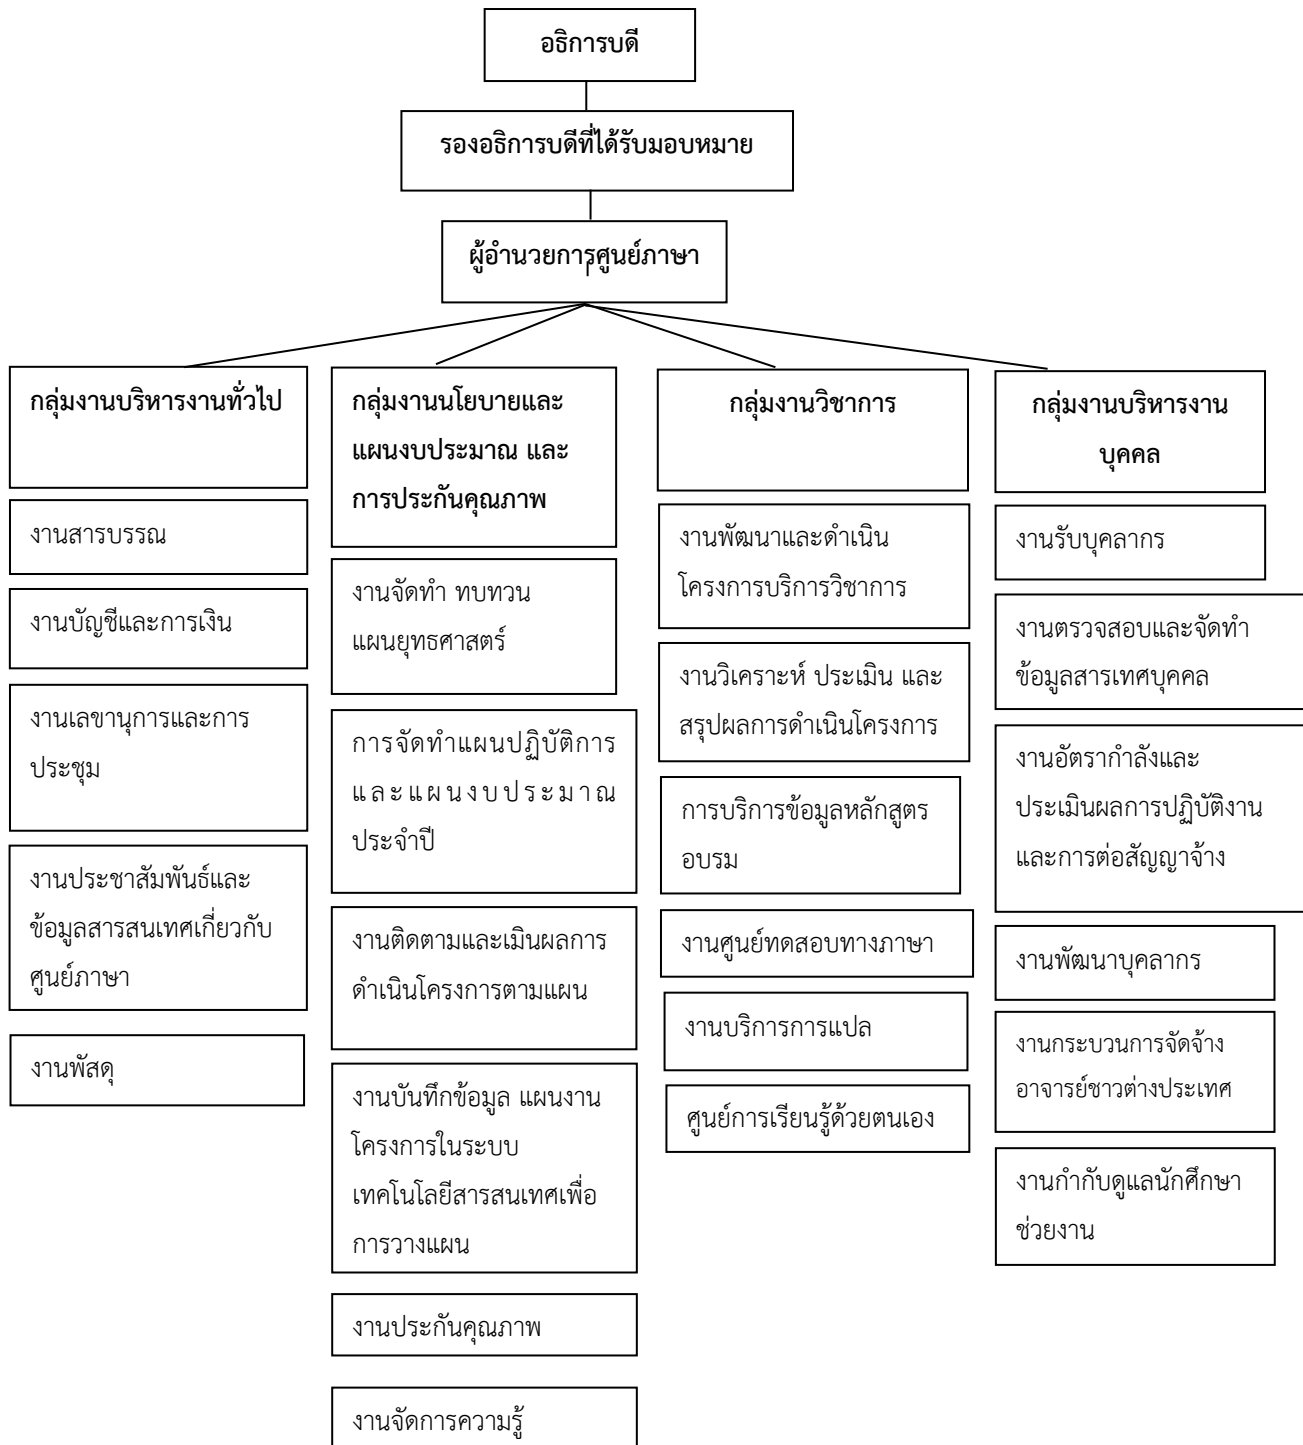 อธิการบดี
รองอธิการบดีที่ได้รับมอบหมาย
ผู้อำนวยการศูนย์ภาษา
กลุ่มงานบริหารงานทั่วไป
งานสารบรรณ
งานบัญชีและการเงิน
งานเลขานุการและการ
ประชุม
งานประชาสัมพันธ์และ
ข้อมูลสารสนเทศเกี่ยวกับ
ศูนย์ภาษา
งานพัสดุ
กลุ่มงานนโยบายและ
แผนงบประมาณ และ
การประกันคุณภาพ
งานจัดทำ ทบทวน
แผนยุทธศาสตร์
การจัดทำแผนปฏิบัติการ
และแผนงบประมาณ
ประจำปี
งานติดตามและเมินผลการ
ดำเนินโครงการตามแผน
งานบันทึกข้อมูล แผนงาน
โครงการในระบบ
เทคโนโลยีสารสนเทศเพื่อ
การวางแผน
งานประกันคุณภาพ
งานจัดการความรู้
กลุ่มงานวิชาการ
งานพัฒนาและดำเนิน
โครงการบริการวิชาการ
งานวิเคราะห์ ประเมิน และ
สรุปผลการดำเนินโครงการ
การบริการข้อมูลหลักสูตร
อบรม
งานศูนย์ทดสอบทางภาษา
งานบริการการแปล
ศูนย์การเรียนรู้ด้วยตนเอง
กลุ่มงานบริหารงาน
บุคคล
งานรับบุคลากร
งานตรวจสอบและจัดทำ
ข้อมูลสารเทศบุคคล
งานอัตรากำลังและ
ประเมินผลการปฏิบัติงาน
และการต่อสัญญาจ้าง
งานพัฒนาบุคลากร
งานกระบวนการจัดจ้าง
อาจารย์ชาวต่างประเทศ
งานกำกับดูแลนักศึกษา
ช่วยงาน